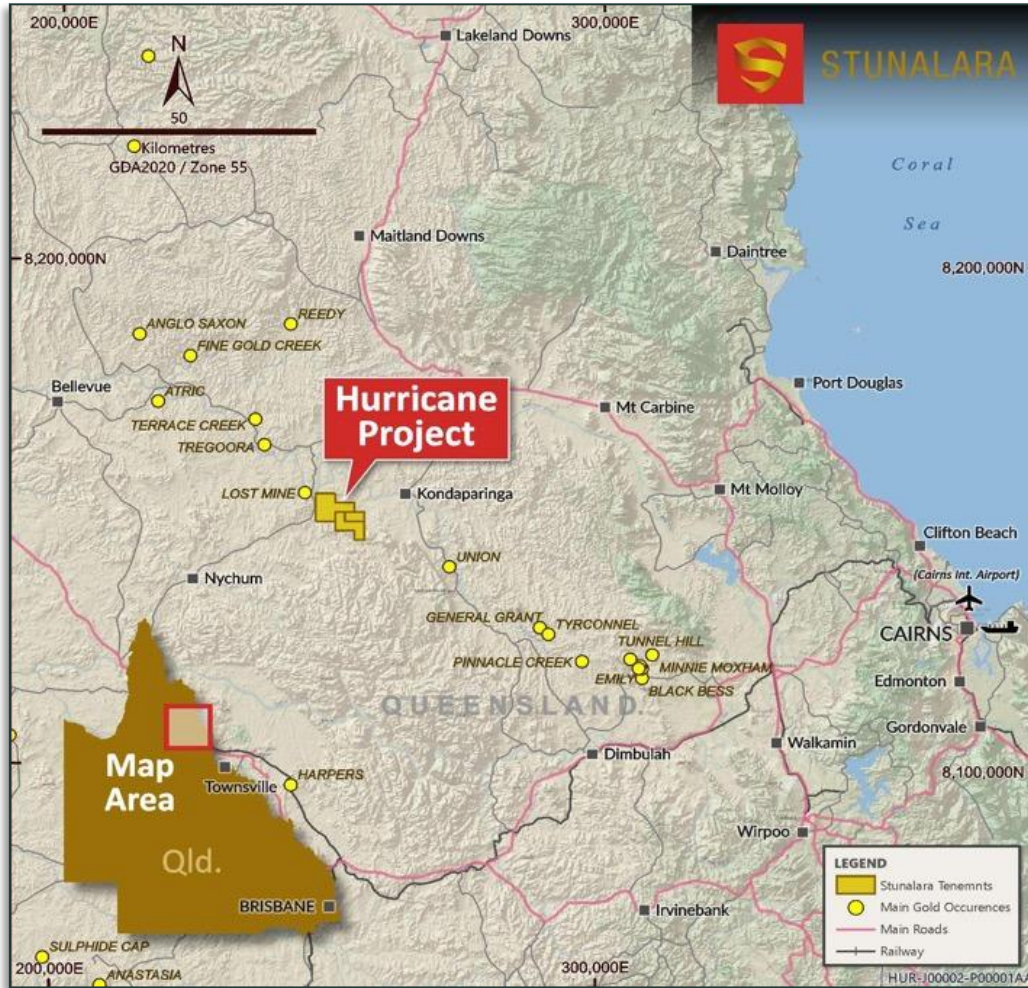 200,000E
300,000E
Lakeland Downs
STUNALARA
N
50
Kilometres
GDA2020 / Zone 55
Coral
Sea
Maitland Downs
Daintree
8,200,000N
8,200,000N
REEDY
ANGLO SAXON
FINE GOLD CREEK
Bellevue
ATRIC
Port Douglas
Hurricane
Project
Mt Carbine
TERRACE CREEK
TREGOORA
LOST MINE
Kondaparinga
Mt Molloy
Clifton Beach
UNION
(Cairns Int. Airport)
Nychum
GENERAL GRANT
TYRCONNEL
CAIRNS
TUNNEL HILL
PINNACLE CREEK
MINNIE MOXHAM
EMILY
BLACK BESS
Edmonton
QUEENSLAND
Gordonvale
Walkamin
Dimbulah
Map
Area
Townsville
HARPERS
8,100,000N
Wirpoo
Qld.
BRISBANE
Irvinebank
LEGEND
Stunalara Tenemnts
Main Gold Occurences
Main Roads
Railway
SULPHIDE CAP
200,000E
ANASTASIA
300,000E
HUR-J00002-P00001AA